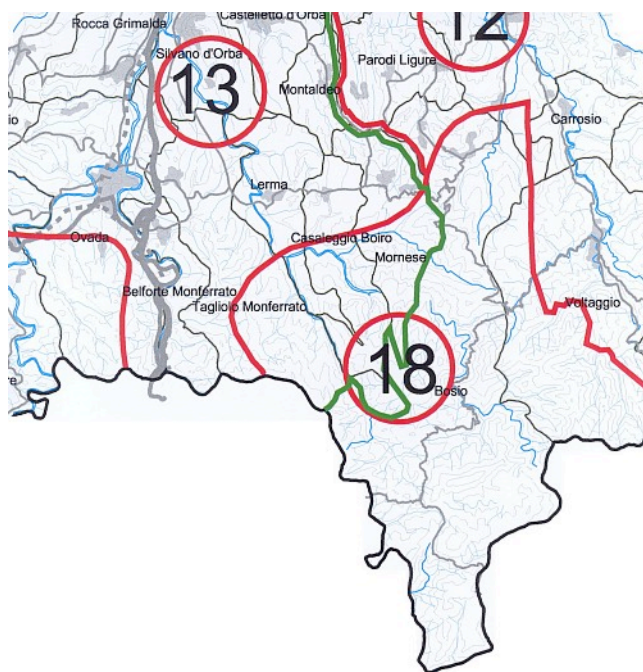 Castelletto d'Orba
12
Rocca Grimalda
Silvano d'Orba
Parodi Ligure
13
Montaldeo
Carrosio
Lerma
Ovada
Casaleggio Boiro
Mornese
Belforte Monferrato
Tagliolo Monferrato
Voltaggio
18
Bosio